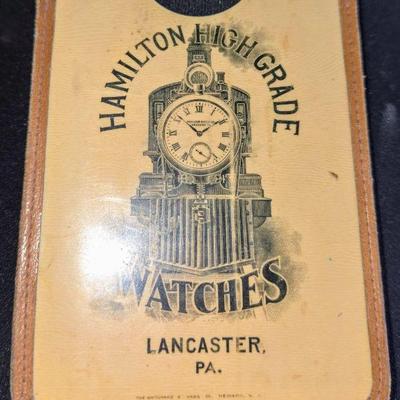 HAMILTON HIGH GRADE
WATCHES
LANCASTER,
PA.